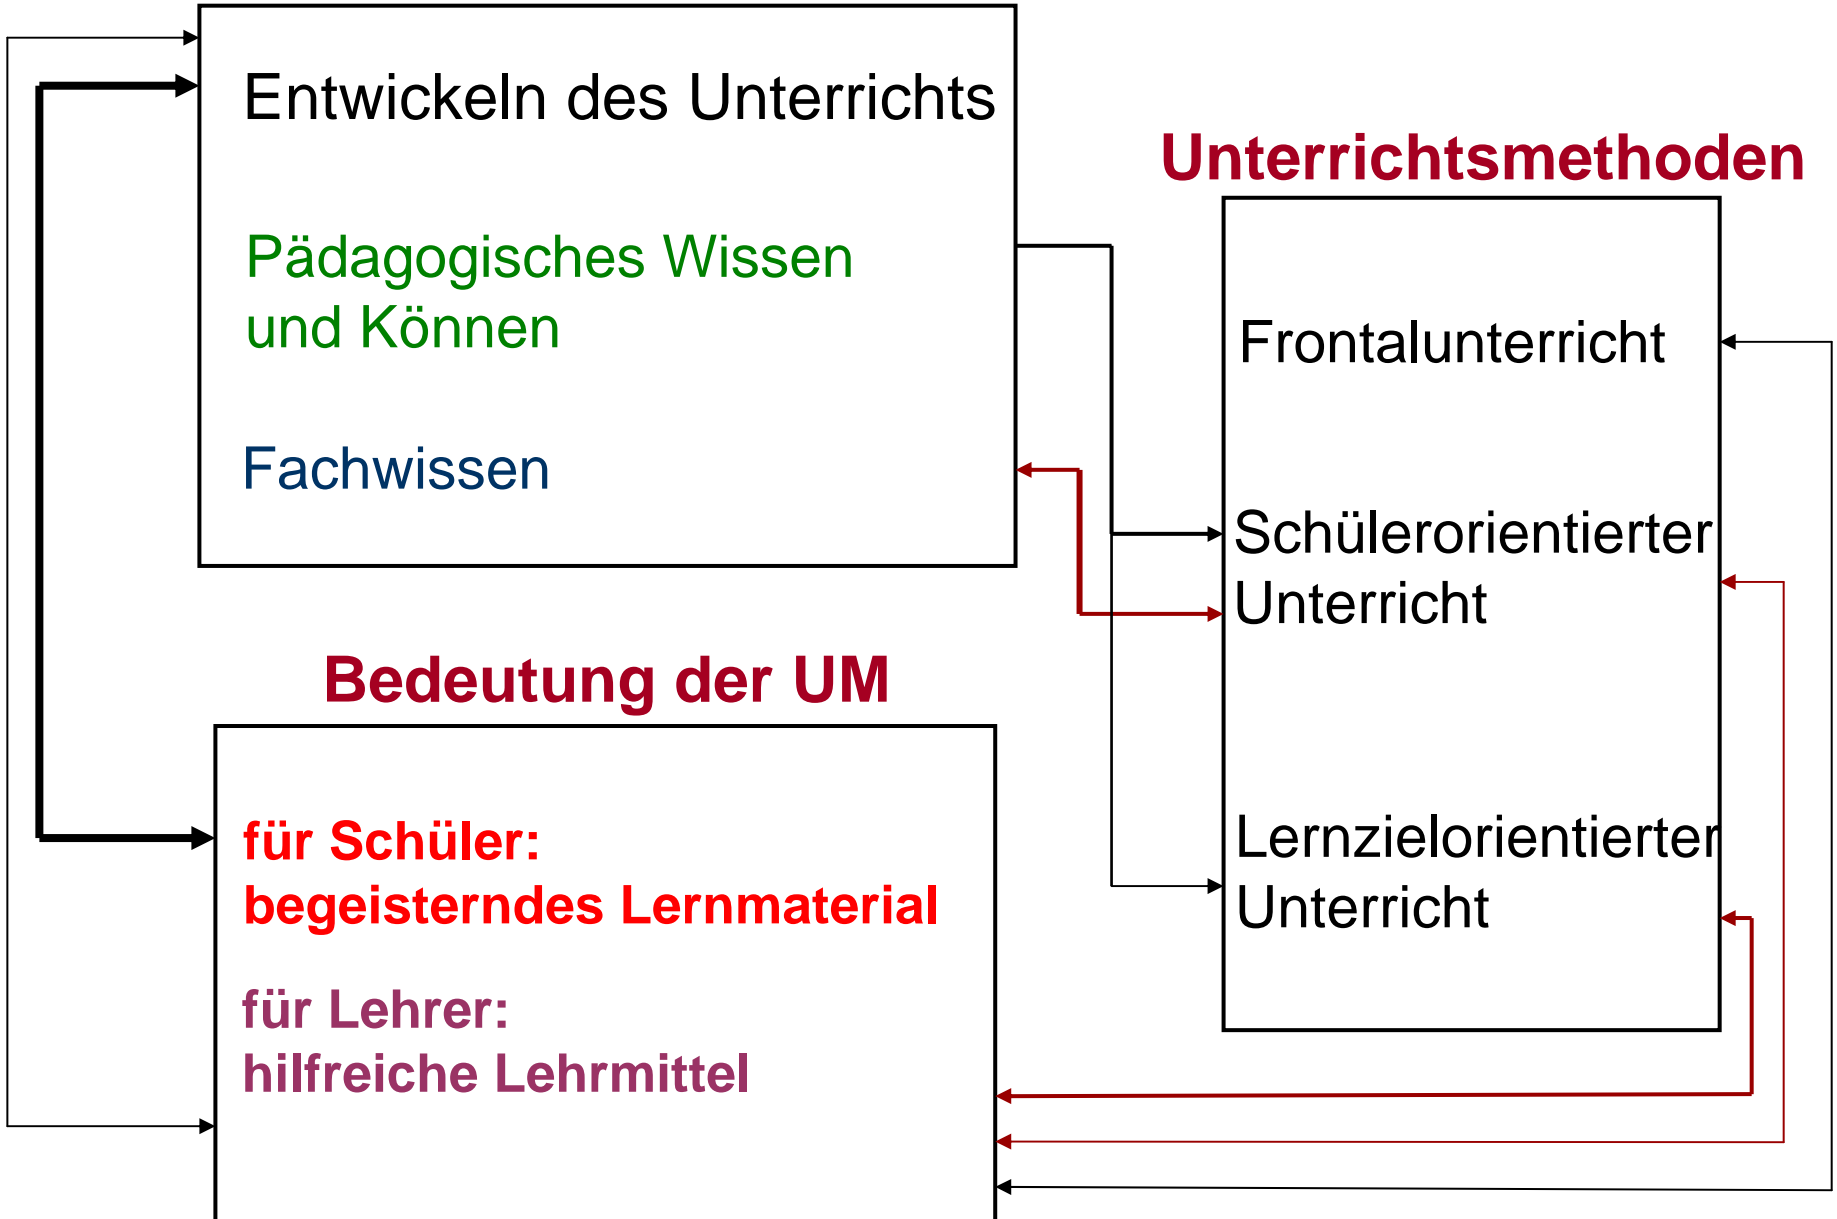 Entwickeln des Unterrichts
Pädagogisches Wissen
und Können
Fachwissen
Unterrichtsmethoden
Frontalunterricht
Schülerorientierter
Unterricht
Lernzielorientierter
Unterricht
Bedeutung der UM
für Schüler:
begeisterndes Lernmaterial
für Lehrer:
hilfreiche Lehrmittel